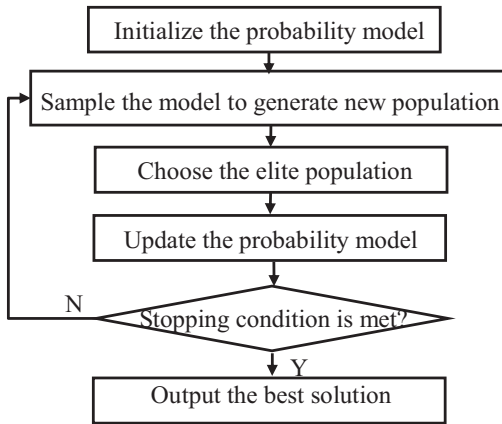 Initialize the probability model
Sample the model to generate new population
Choose the elite population
Update the probability model
N
Stopping condition is met?
Y
Output the best solution